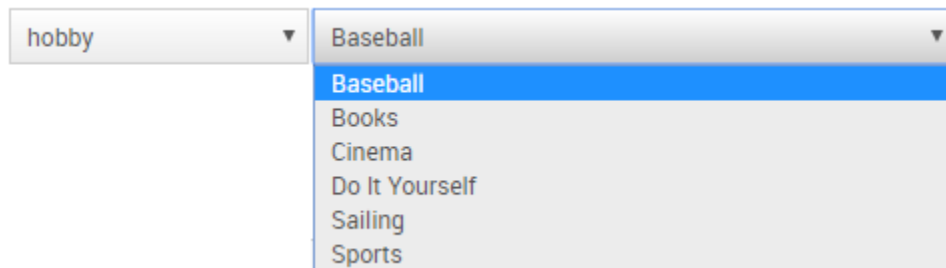 hobby
Baseball
Baseball
Books
Cinema
Do It Yourself
Sailing
Sports